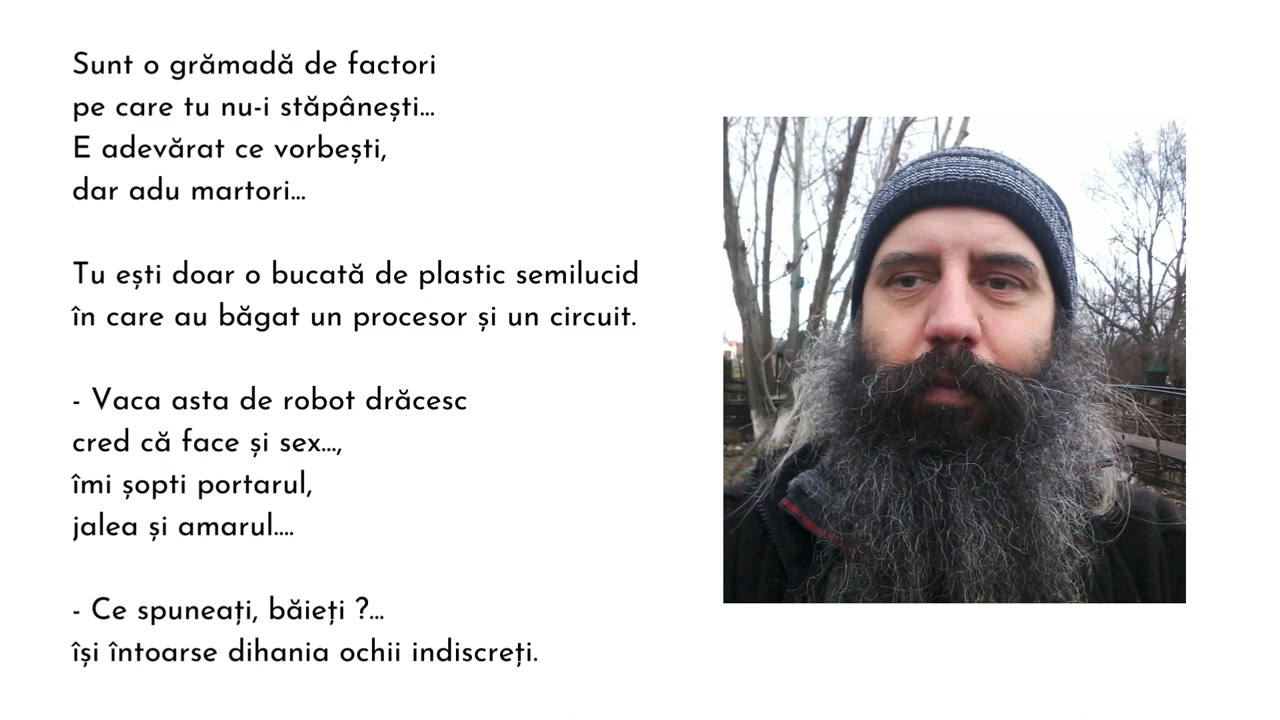 Sunt o grămadă de factori
pe care tu nu-i stăpânești...
E adevărat ce vorbești,
dar adu martori...
Tu ești doar o bucată de plastic semilucid
în care au băgat un procesor și un circuit.
- Vaca asta de robot drăcesc
cred că face și sex...,
îmi șopti portarul,
jalea și amarul....
- Ce spuneați, băieți ?...
își întoarse dihania ochii indiscreți.